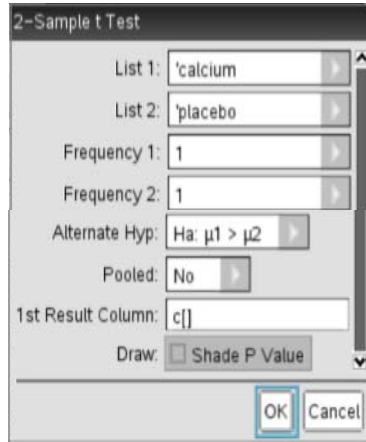 2-Sample t Test
List 1: 'calcium
List 2: 'placebo
Frequency 1: 1
Frequency 2: 1
Alternate Hyp: Ha: μ1 > μ2
Pooled: No
1st Result Column: c[]
Draw: Shade P Value
OK Cancel